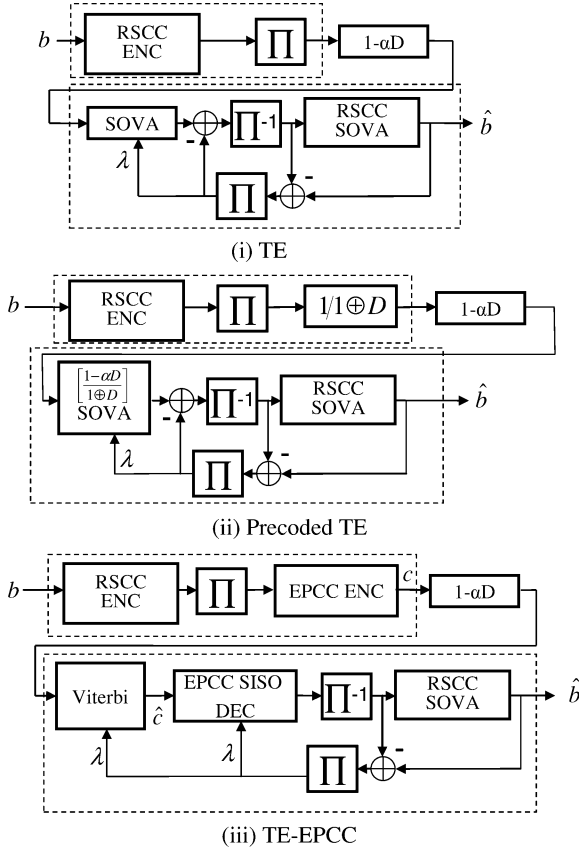 b
RSCC
ENC
∏
1-αD
SOVA
-
∏-1
RSCC
SOVA
b̂
λ
∏
-
(i) TE
b
RSCC
ENC
∏
1/1⊕D
1-αD
[1-αD / 1⊕D]
SOVA
-
∏-1
RSCC
SOVA
b̂
λ
∏
-
(ii) Precoded TE
b
RSCC
ENC
∏
EPCC ENC
c
1-αD
Viterbi
ĉ
EPCC SISO
DEC
∏-1
RSCC
SOVA
b̂
λ
λ
∏
-
(iii) TE-EPCC